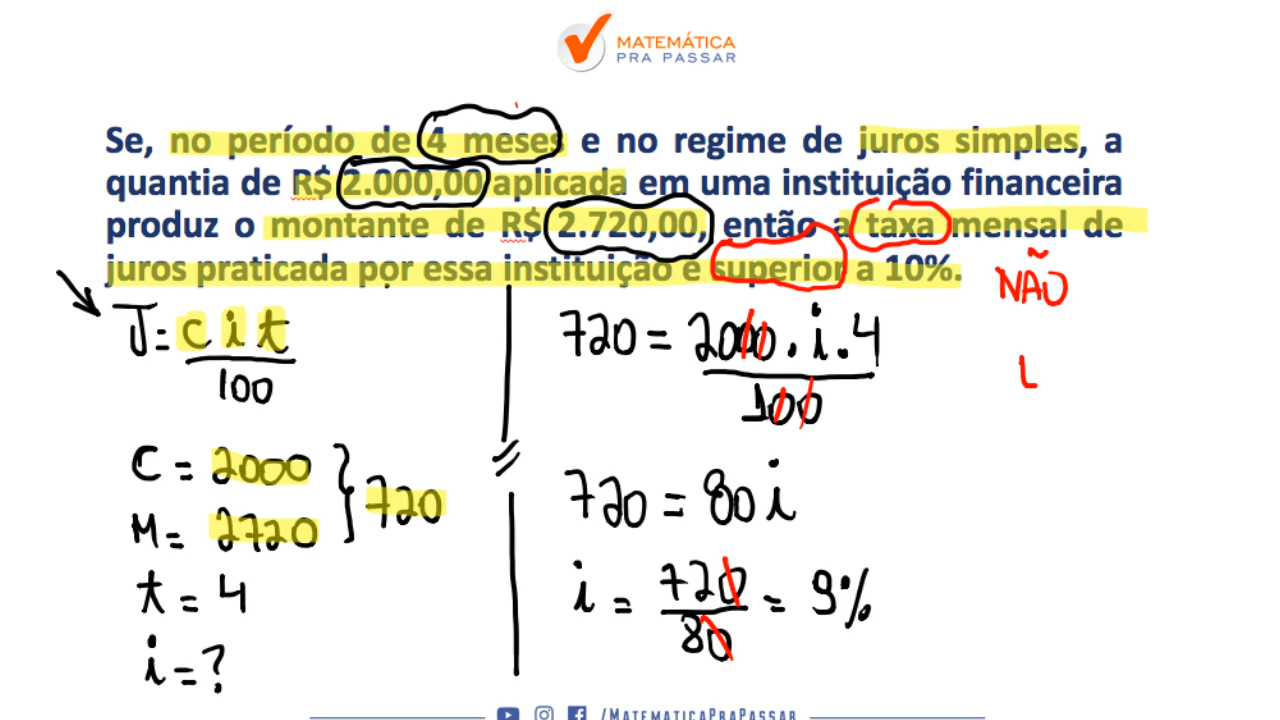 MATEMÁTICA
PRA PASSAR
Se, no período de 4 meses e no regime de juros simples, a
quantia de R$ 2.000,00 aplicada em uma instituição financeira
produz o montante de R$ 2.720,00, então a taxa mensal de
juros praticada por essa instituição é superior a 10%.
NÃO
J = c i t
100
C = 2000
M = 2720
720
t = 4
i = ?
720 = 2000 . i . 4
100
720 = 80 i
i = 720 = 9%
80
/MATEMATICAPRAPASSAR